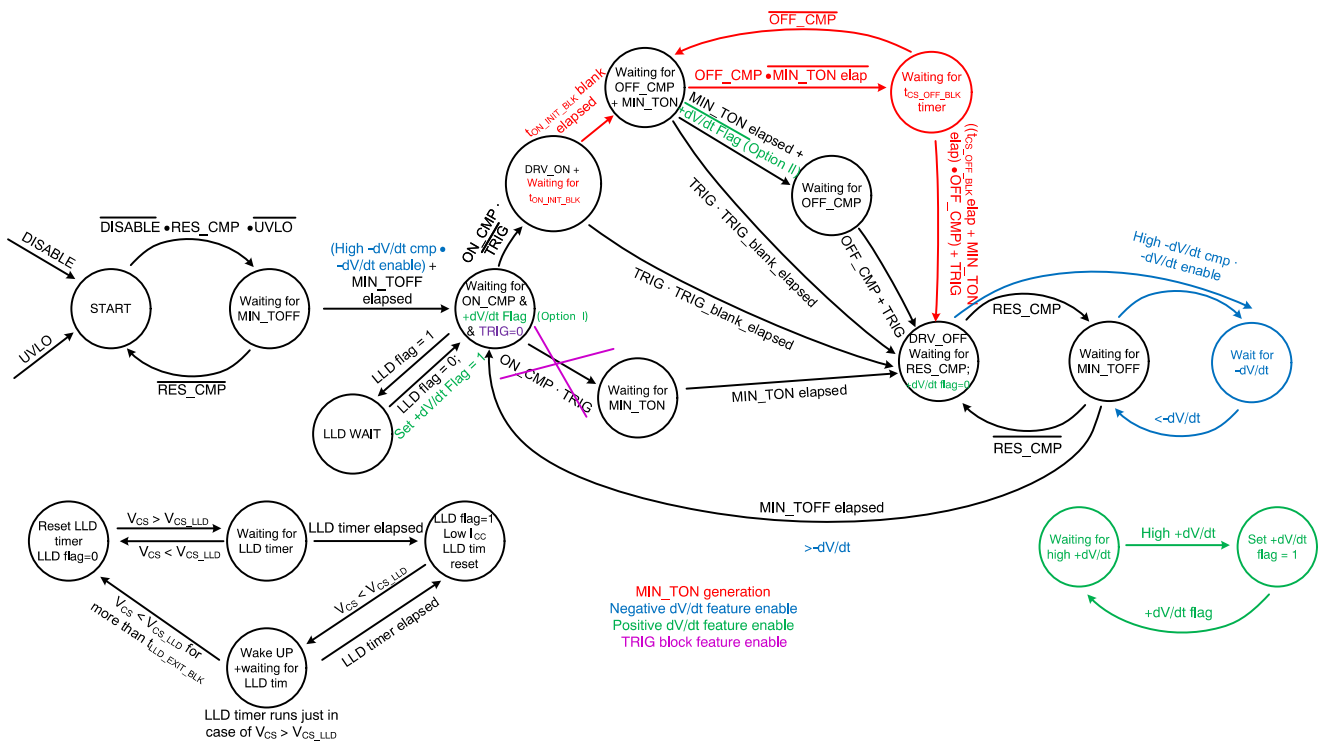 OFF_CMP
Waiting for
OFF_CMP
+ MIN_TON
OFF_CMP •MIN_TON elap
Waiting for
tCS_OFF_BLK
timer
tON_INIT_BLK blank
elapsed
MIN_TON elapsed +
+dV/dt Flag (Option II)
((tCS_OFF_BLK elap + MIN_TON
elap) • OFF_CMP) + TRIG
DRV_ON +
Waiting for
tON_INIT_BLK
Waiting for
OFF_CMP
TRIG · TRIG_blank_elapsed
OFF_CMP + TRIG
DISABLE •RES_CMP •UVLO
DISABLE
UVLO
START
Waiting for
MIN_TOFF
RES_CMP
(High -dV/dt cmp •
-dV/dt enable) +
MIN_TOFF
elapsed
ON_CMP ·
TRIG
Waiting for
ON_CMP &
+dV/dt Flag (Option I)
& TRIG=0
TRIG · TRIG_blank_elapsed
High -dV/dt cmp ·
-dV/dt enable
DRV_OFF
Waiting for
RES_CMP;
+dV/dt flag=0
RES_CMP
Waiting for
MIN_TOFF
Wait for
-dV/dt
<-dV/dt
RES_CMP
LLD flag = 1
LLD flag = 0;
Set +dV/dt Flag = 1
ON_CMP · TRIG
Waiting for
MIN_TON
MIN_TON elapsed
LLD WAIT
MIN_TOFF elapsed
>-dV/dt
Reset LLD
timer
LLD flag=0
VCS > VCS_LLD
VCS < VCS_LLD
Waiting for
LLD timer
LLD timer elapsed
LLD flag=1
Low ICC
LLD tim
reset
VCS < VCS_LLD
LLD timer elapsed
VCS < VCS_LLD for
more than tLLD_EXIT_BLK
Wake UP
+waiting for
LLD tim
LLD timer runs just in
case of VCS > VCS_LLD
MIN_TON generation
Negative dV/dt feature enable
Positive dV/dt feature enable
TRIG block feature enable
Waiting for
high +dV/dt
High +dV/dt
Set +dV/dt
flag = 1
+dV/dt flag